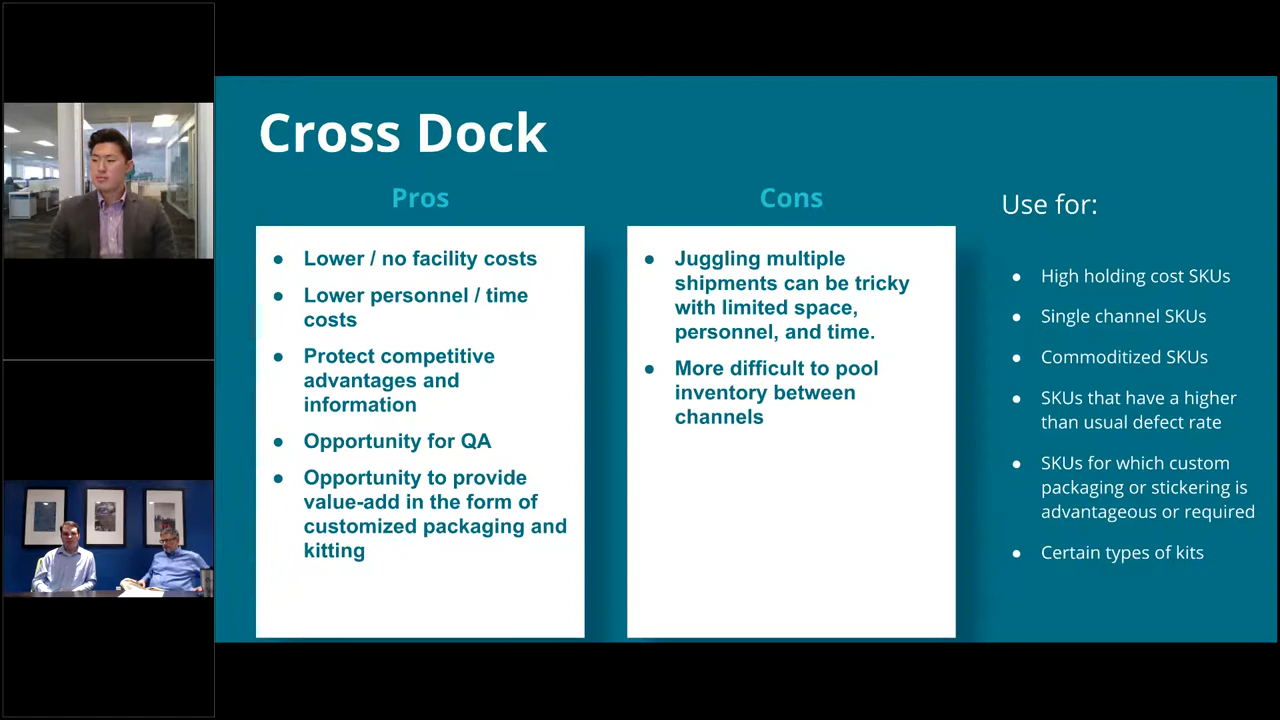 Cross Dock
Pros
● Lower / no facility costs
● Lower personnel / time
costs
● Protect competitive
advantages and
information
● Opportunity for QA
● Opportunity to provide
value-add in the form of
customized packaging and
kitting
Cons
● Juggling multiple
shipments can be tricky
with limited space,
personnel, and time.
● More difficult to pool
inventory between
channels
Use for:
● High holding cost SKUs
● Single channel SKUs
● Commoditized SKUs
● SKUs that have a higher
than usual defect rate
● SKUs for which custom
packaging or stickering is
advantageous or required
● Certain types of kits